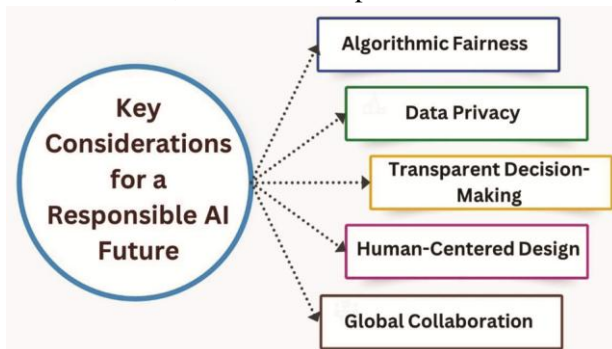 Key
Considerations
for a
Responsible AI
Future
Algorithmic Fairness
Data Privacy
Transparent Decision-
Making
Human-Centered Design
Global Collaboration